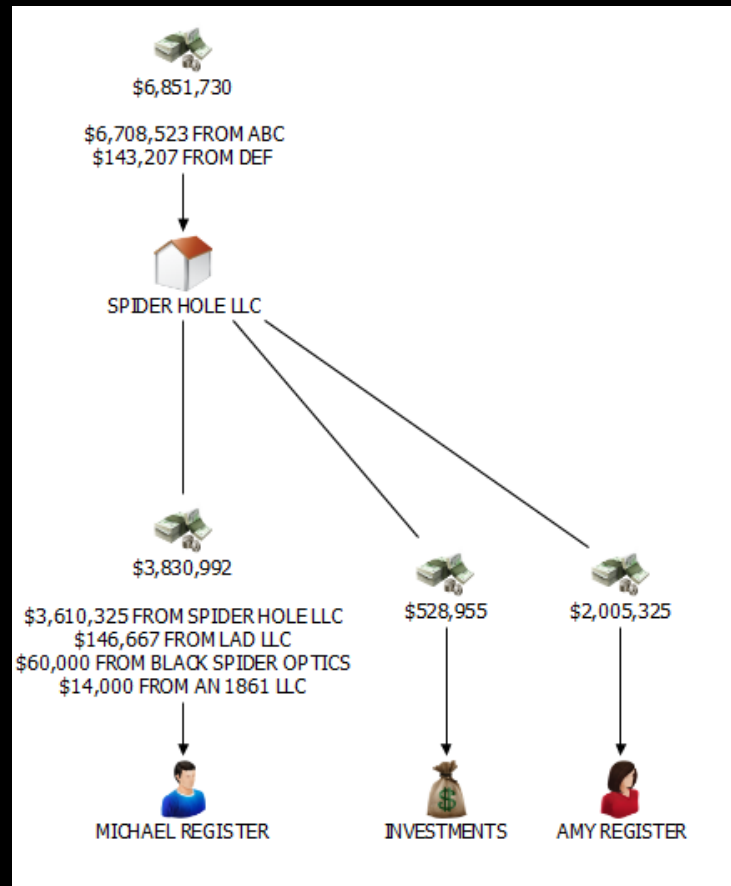 $6,851,730
$6,708,523 FROM ABC
$143,207 FROM DEF
SPIDER HOLE LLC
$3,830,992
$3,610,325 FROM SPIDER HOLE LLC
$146,667 FROM LAD LLC
$60,000 FROM BLACK SPIDER OPTICS
$14,000 FROM AN 1861 LLC
MICHAEL REGISTER
$528,955
INVESTMENTS
$2,005,325
AMY REGISTER